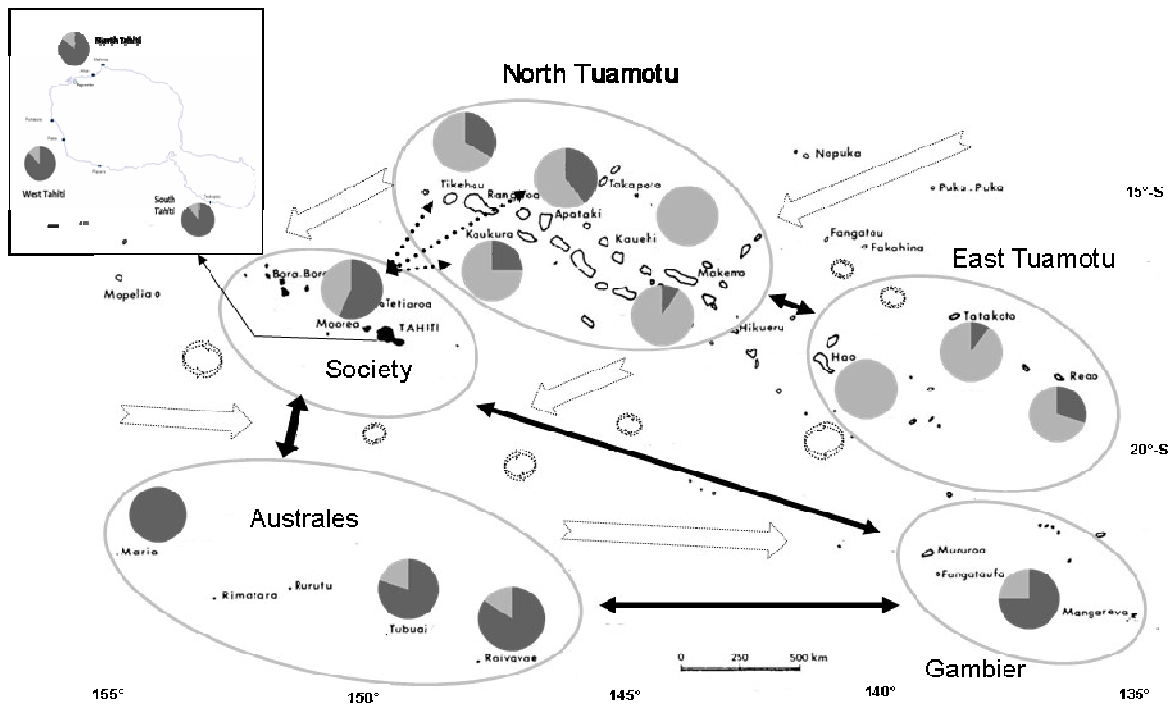 North Tahiti
West Tahiti
South
Tahiti
North Tuamotu
Napuka
Puka-Puka
15°-S
Tikehau
Rangiroa
Takapoto
Apataki
Kaukura
Kauehi
Makemo
Fangatau
Fakahina
East Tuamotu
Mopelia
Bora-Bora
Tetiaroa
Moorea
TAHITI
Society
Hikueru
Tatakoto
Hao
Reao
20°-S
Australes
Maria
Rimatara
Rurutu
Tubuai
Raivavae
Mururoa
Fangataufa
Mangareva
Gambier
0 250 500 km
155° 150° 145° 140° 135°